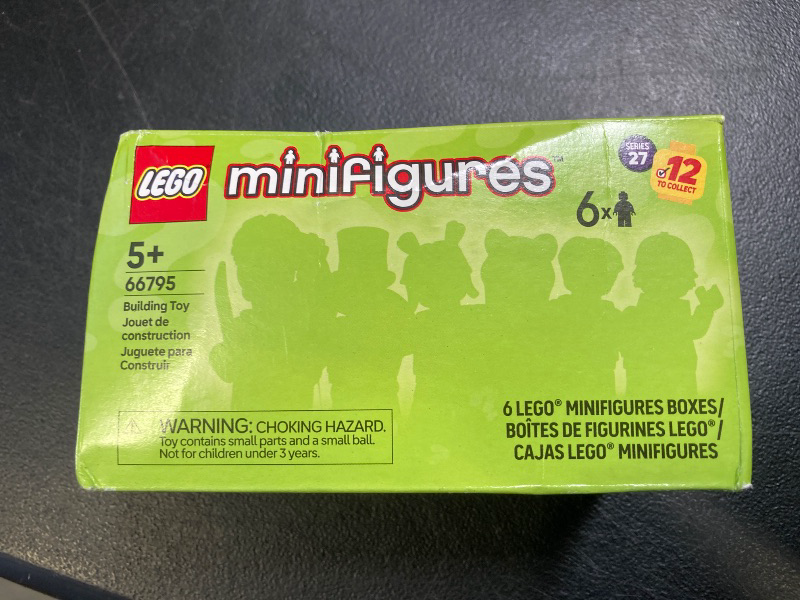 LEGO
minifigures™
SERIES
27
12
TO COLLECT
6x
5+
66795
Building Toy
Jouet de
construction
Juguete para
Construir
WARNING: CHOKING HAZARD.
Toy contains small parts and a small ball.
Not for children under 3 years.
6 LEGO® MINIFIGURES BOXES/
BOÎTES DE FIGURINES LEGO®/
CAJAS LEGO® MINIFIGURES